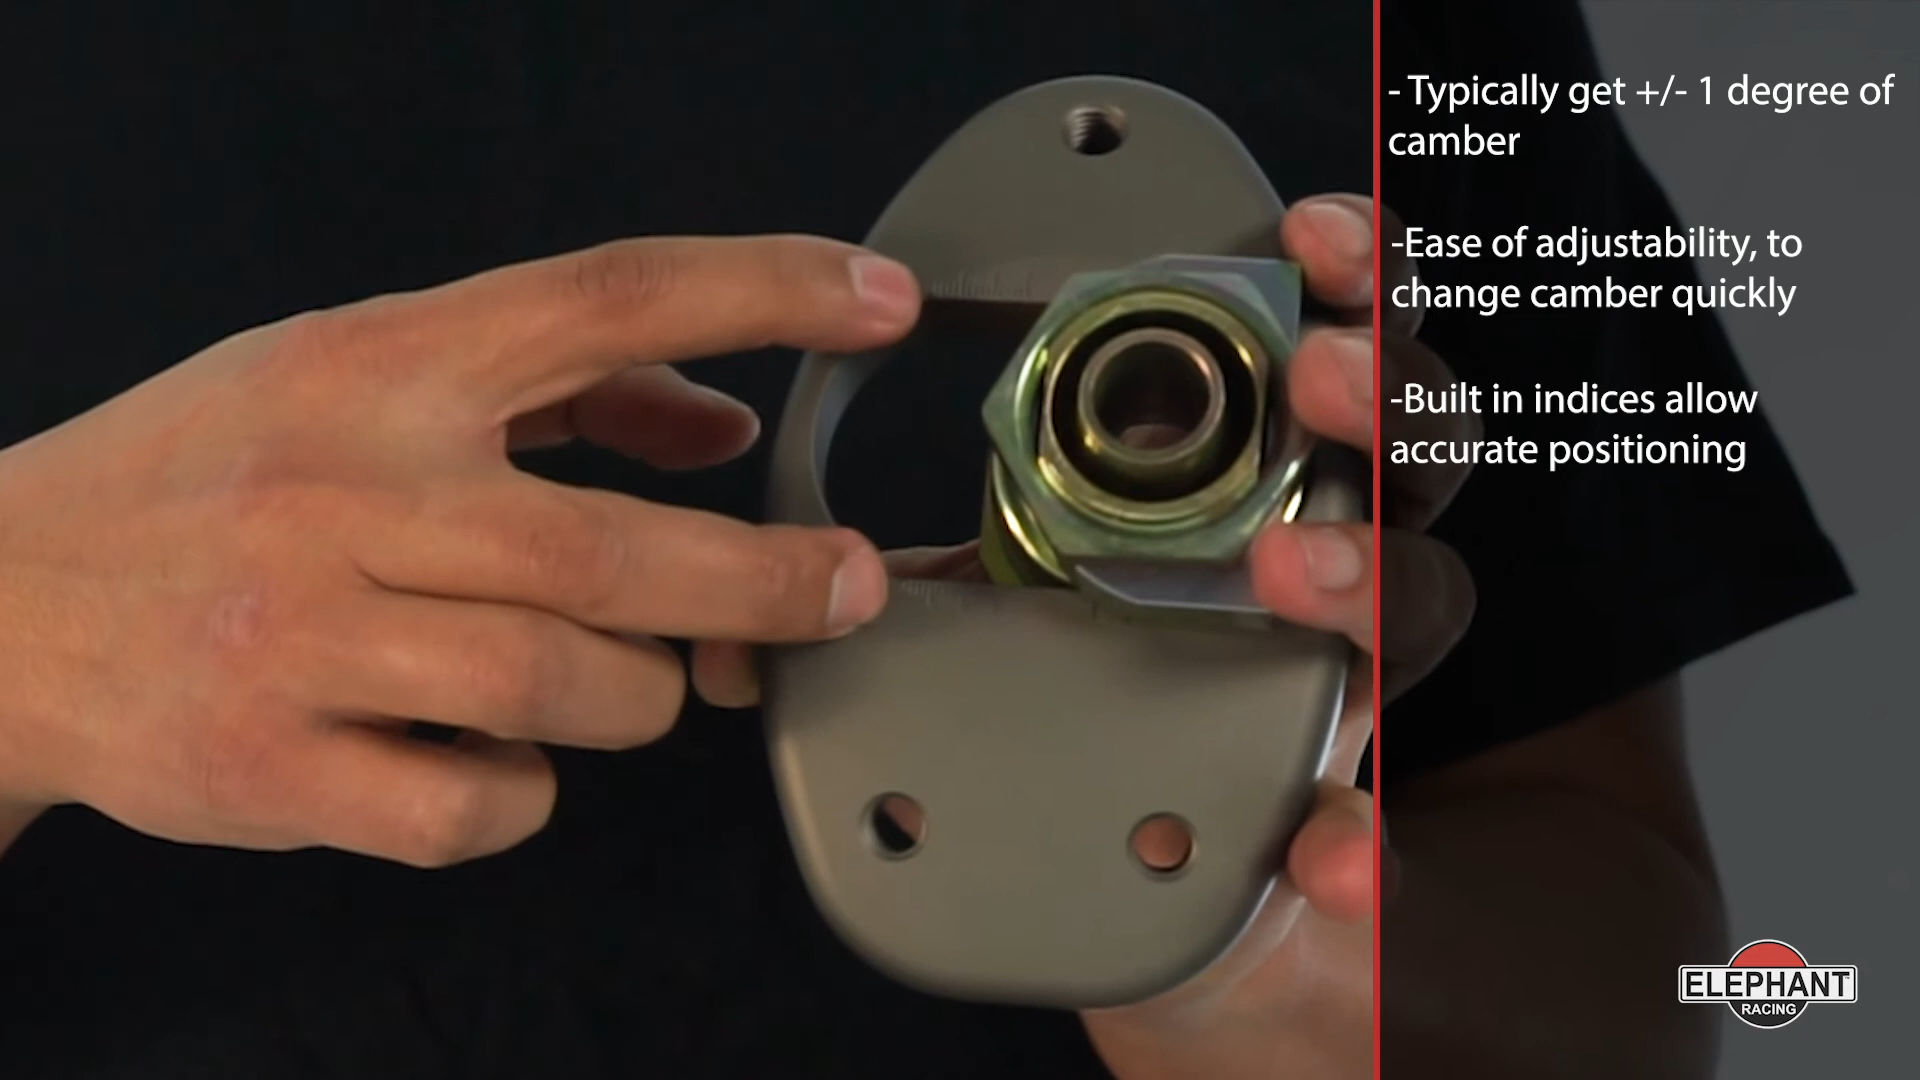 - Typically get +/- 1 degree of
camber
-Ease of adjustability, to
change camber quickly
-Built in indices allow
accurate positioning
ELEPHANT
RACING